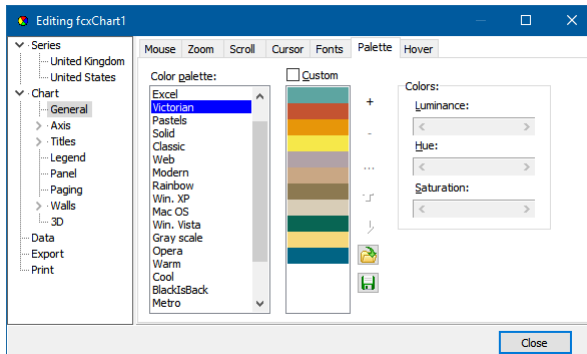 Editing fcxChart1
Series
United Kingdom
United States
Chart
General
Axis
Titles
Legend
Panel
Paging
Walls
3D
Data
Export
Print
Mouse Zoom Scroll Cursor Fonts Palette Hover
Color palette:
Custom
Excel
Victorian
Pastels
Solid
Classic
Web
Modern
Rainbow
Win. XP
Mac OS
Win. Vista
Gray scale
Opera
Warm
Cool
BlackIsBack
Metro
+
-
...
Colors:
Luminance:
Hue:
Saturation:
Close